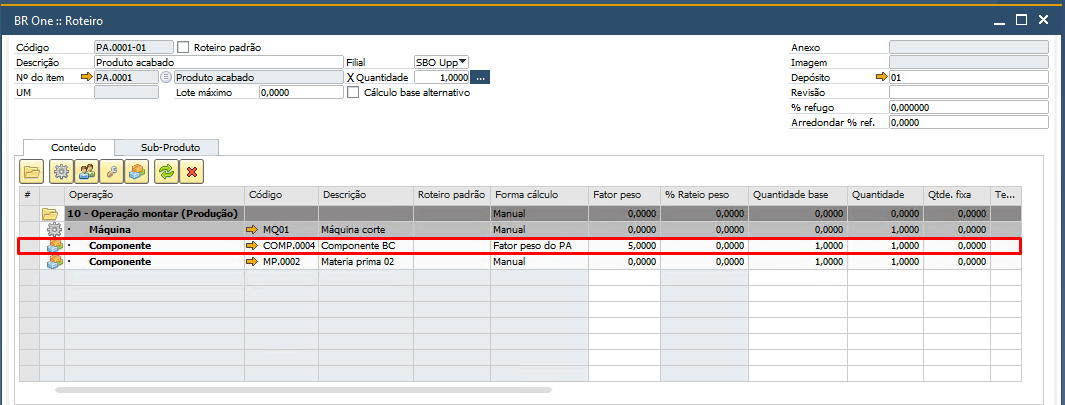 BR One :: Roteiro
Código PA.0001-01 Roteiro padrão Anexo
Descrição Produto acabado Filial SBO Upp Imagem
Nº do item PA.0001 Produto acabado X Quantidade 1,0000 ... Depósito 01
UM Lote máximo 0,0000 Cálculo base alternativo Revisão
% refugo 0,000000
Arredondar % ref. 0,0000
Conteúdo Sub-Produto
# Operação Código Descrição Roteiro padrão Forma cálculo Fator peso % Rateio peso Quantidade base Quantidade Qtde. fixa Te...
10 - Operação montar (Produção) Manual 0,0000 0,0000 0,0000 0,0000 0,0000
Máquina MQ01 Máquina corte Manual 0,0000 0,0000 0,0000 1,0000 0,0000
Componente COMP.0004 Componente BC Fator peso do PA 5,0000 0,0000 1,0000 1,0000 0,0000
Componente MP.0002 Materia prima 02 Manual 0,0000 0,0000 1,0000 1,0000 0,0000